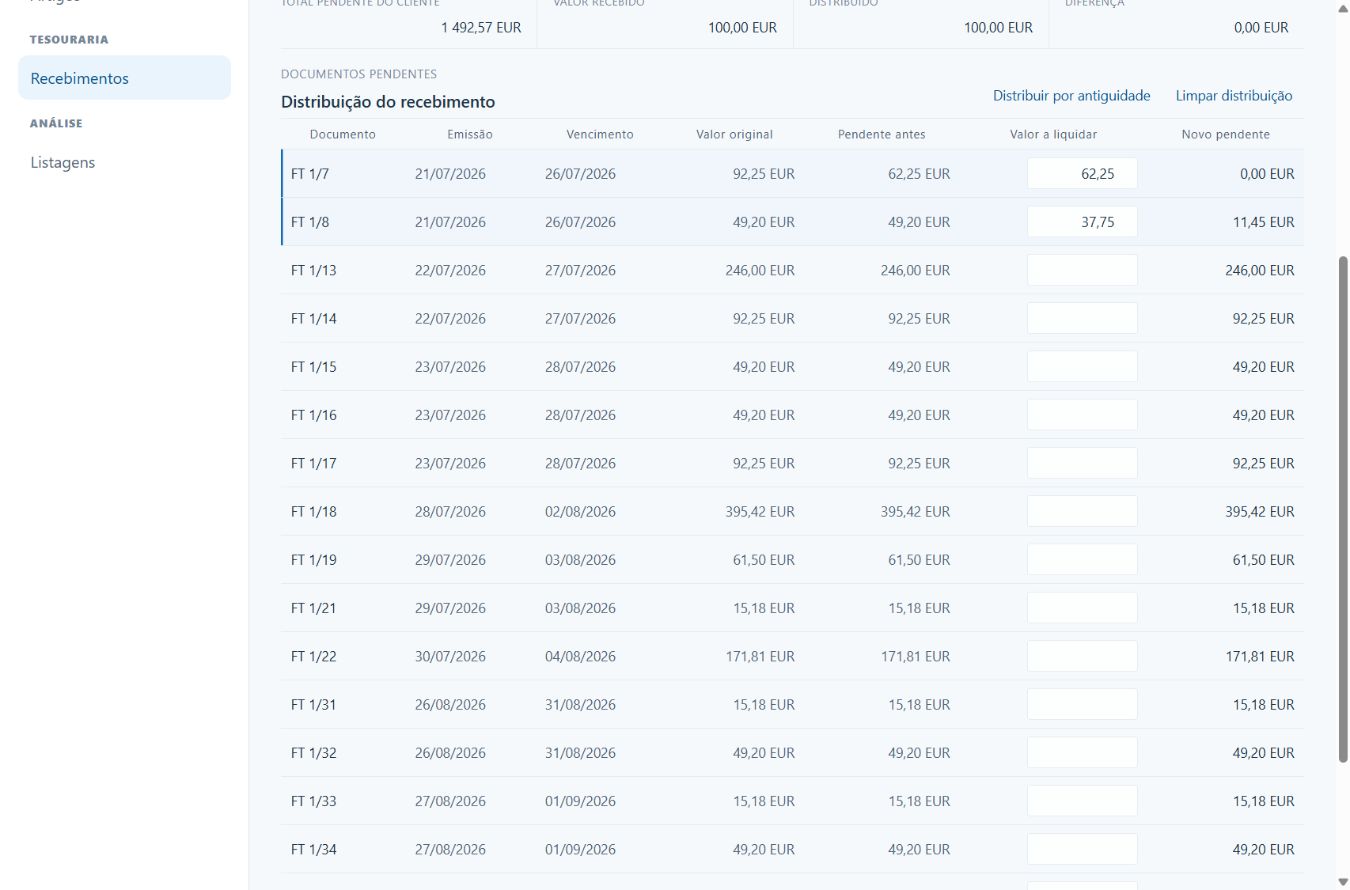 Artigos
TESOURARIA
Recebimentos
ANÁLISE
Listagens
TOTAL PENDENTE DO CLIENTE VALOR RECEBIDO DISTRIBUÍDO DIFERENÇA
1 492,57 EUR 100,00 EUR 100,00 EUR 0,00 EUR
DOCUMENTOS PENDENTES
Distribuição do recebimento Distribuir por antiguidade Limpar distribuição
Documento Emissão Vencimento Valor original Pendente antes Valor a liquidar Novo pendente
FT 1/7 21/07/2026 26/07/2026 92,25 EUR 62,25 EUR 62,25 0,00 EUR
FT 1/8 21/07/2026 26/07/2026 49,20 EUR 49,20 EUR 37,75 11,45 EUR
FT 1/13 22/07/2026 27/07/2026 246,00 EUR 246,00 EUR 246,00 EUR
FT 1/14 22/07/2026 27/07/2026 92,25 EUR 92,25 EUR 92,25 EUR
FT 1/15 23/07/2026 28/07/2026 49,20 EUR 49,20 EUR 49,20 EUR
FT 1/16 23/07/2026 28/07/2026 49,20 EUR 49,20 EUR 49,20 EUR
FT 1/17 23/07/2026 28/07/2026 92,25 EUR 92,25 EUR 92,25 EUR
FT 1/18 28/07/2026 02/08/2026 395,42 EUR 395,42 EUR 395,42 EUR
FT 1/19 29/07/2026 03/08/2026 61,50 EUR 61,50 EUR 61,50 EUR
FT 1/21 29/07/2026 03/08/2026 15,18 EUR 15,18 EUR 15,18 EUR
FT 1/22 30/07/2026 04/08/2026 171,81 EUR 171,81 EUR 171,81 EUR
FT 1/31 26/08/2026 31/08/2026 15,18 EUR 15,18 EUR 15,18 EUR
FT 1/32 26/08/2026 31/08/2026 49,20 EUR 49,20 EUR 49,20 EUR
FT 1/33 27/08/2026 01/09/2026 15,18 EUR 15,18 EUR 15,18 EUR
FT 1/34 27/08/2026 01/09/2026 49,20 EUR 49,20 EUR 49,20 EUR